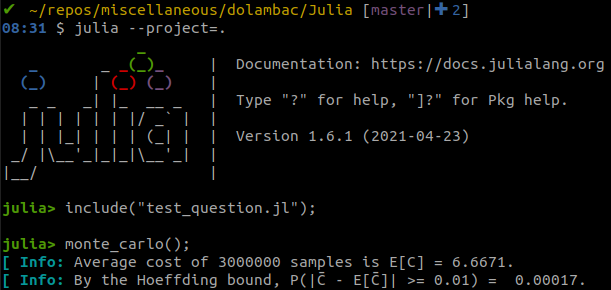 ✔ ~/repos/miscellaneous/dolambac/Julia [master|✚2]
08:31 $ julia --project=.
               _
   _       _ _(_)_     |  Documentation: https://docs.julialang.org
  (_)     | (_) (_)    |
   _ _   _| |_  __ _   |  Type "?" for help, "]?" for Pkg help.
  | | | | | | |/ _` |  |
  | | |_| | | | (_| |  |  Version 1.6.1 (2021-04-23)
 _/ |\__'_|_|_|\__'_|  |
|__/                   |
julia> include("test_question.jl");
julia> monte_carlo();
[ Info: Average cost of 3000000 samples is E[C] = 6.6671.
[ Info: By the Hoeffding bound, P(|C̄ - E[C̄]| >= 0.01) =  0.00017.